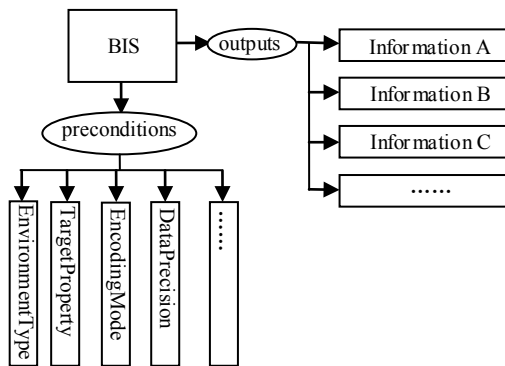 BIS
outputs
Information A
Information B
Information C
......
preconditions
EnvironmentType
TargetProperty
EncodingMode
DataPrecision
......